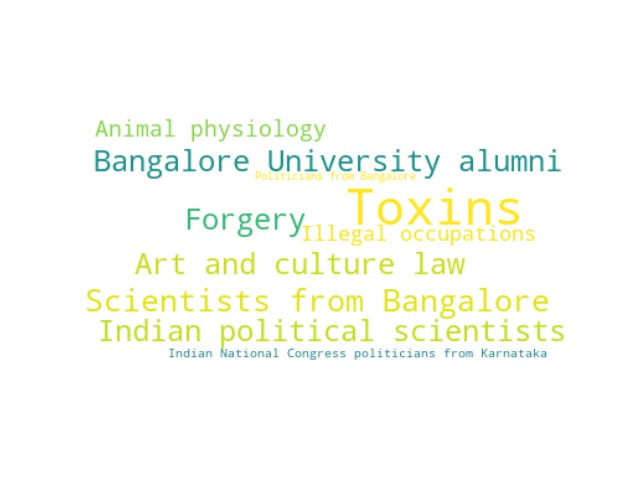 Animal physiology
Bangalore University alumni
Politicians from Bangalore
Toxins
Forgery
Illegal occupations
Art and culture law
Scientists from Bangalore
Indian political scientists
Indian National Congress politicians from Karnataka